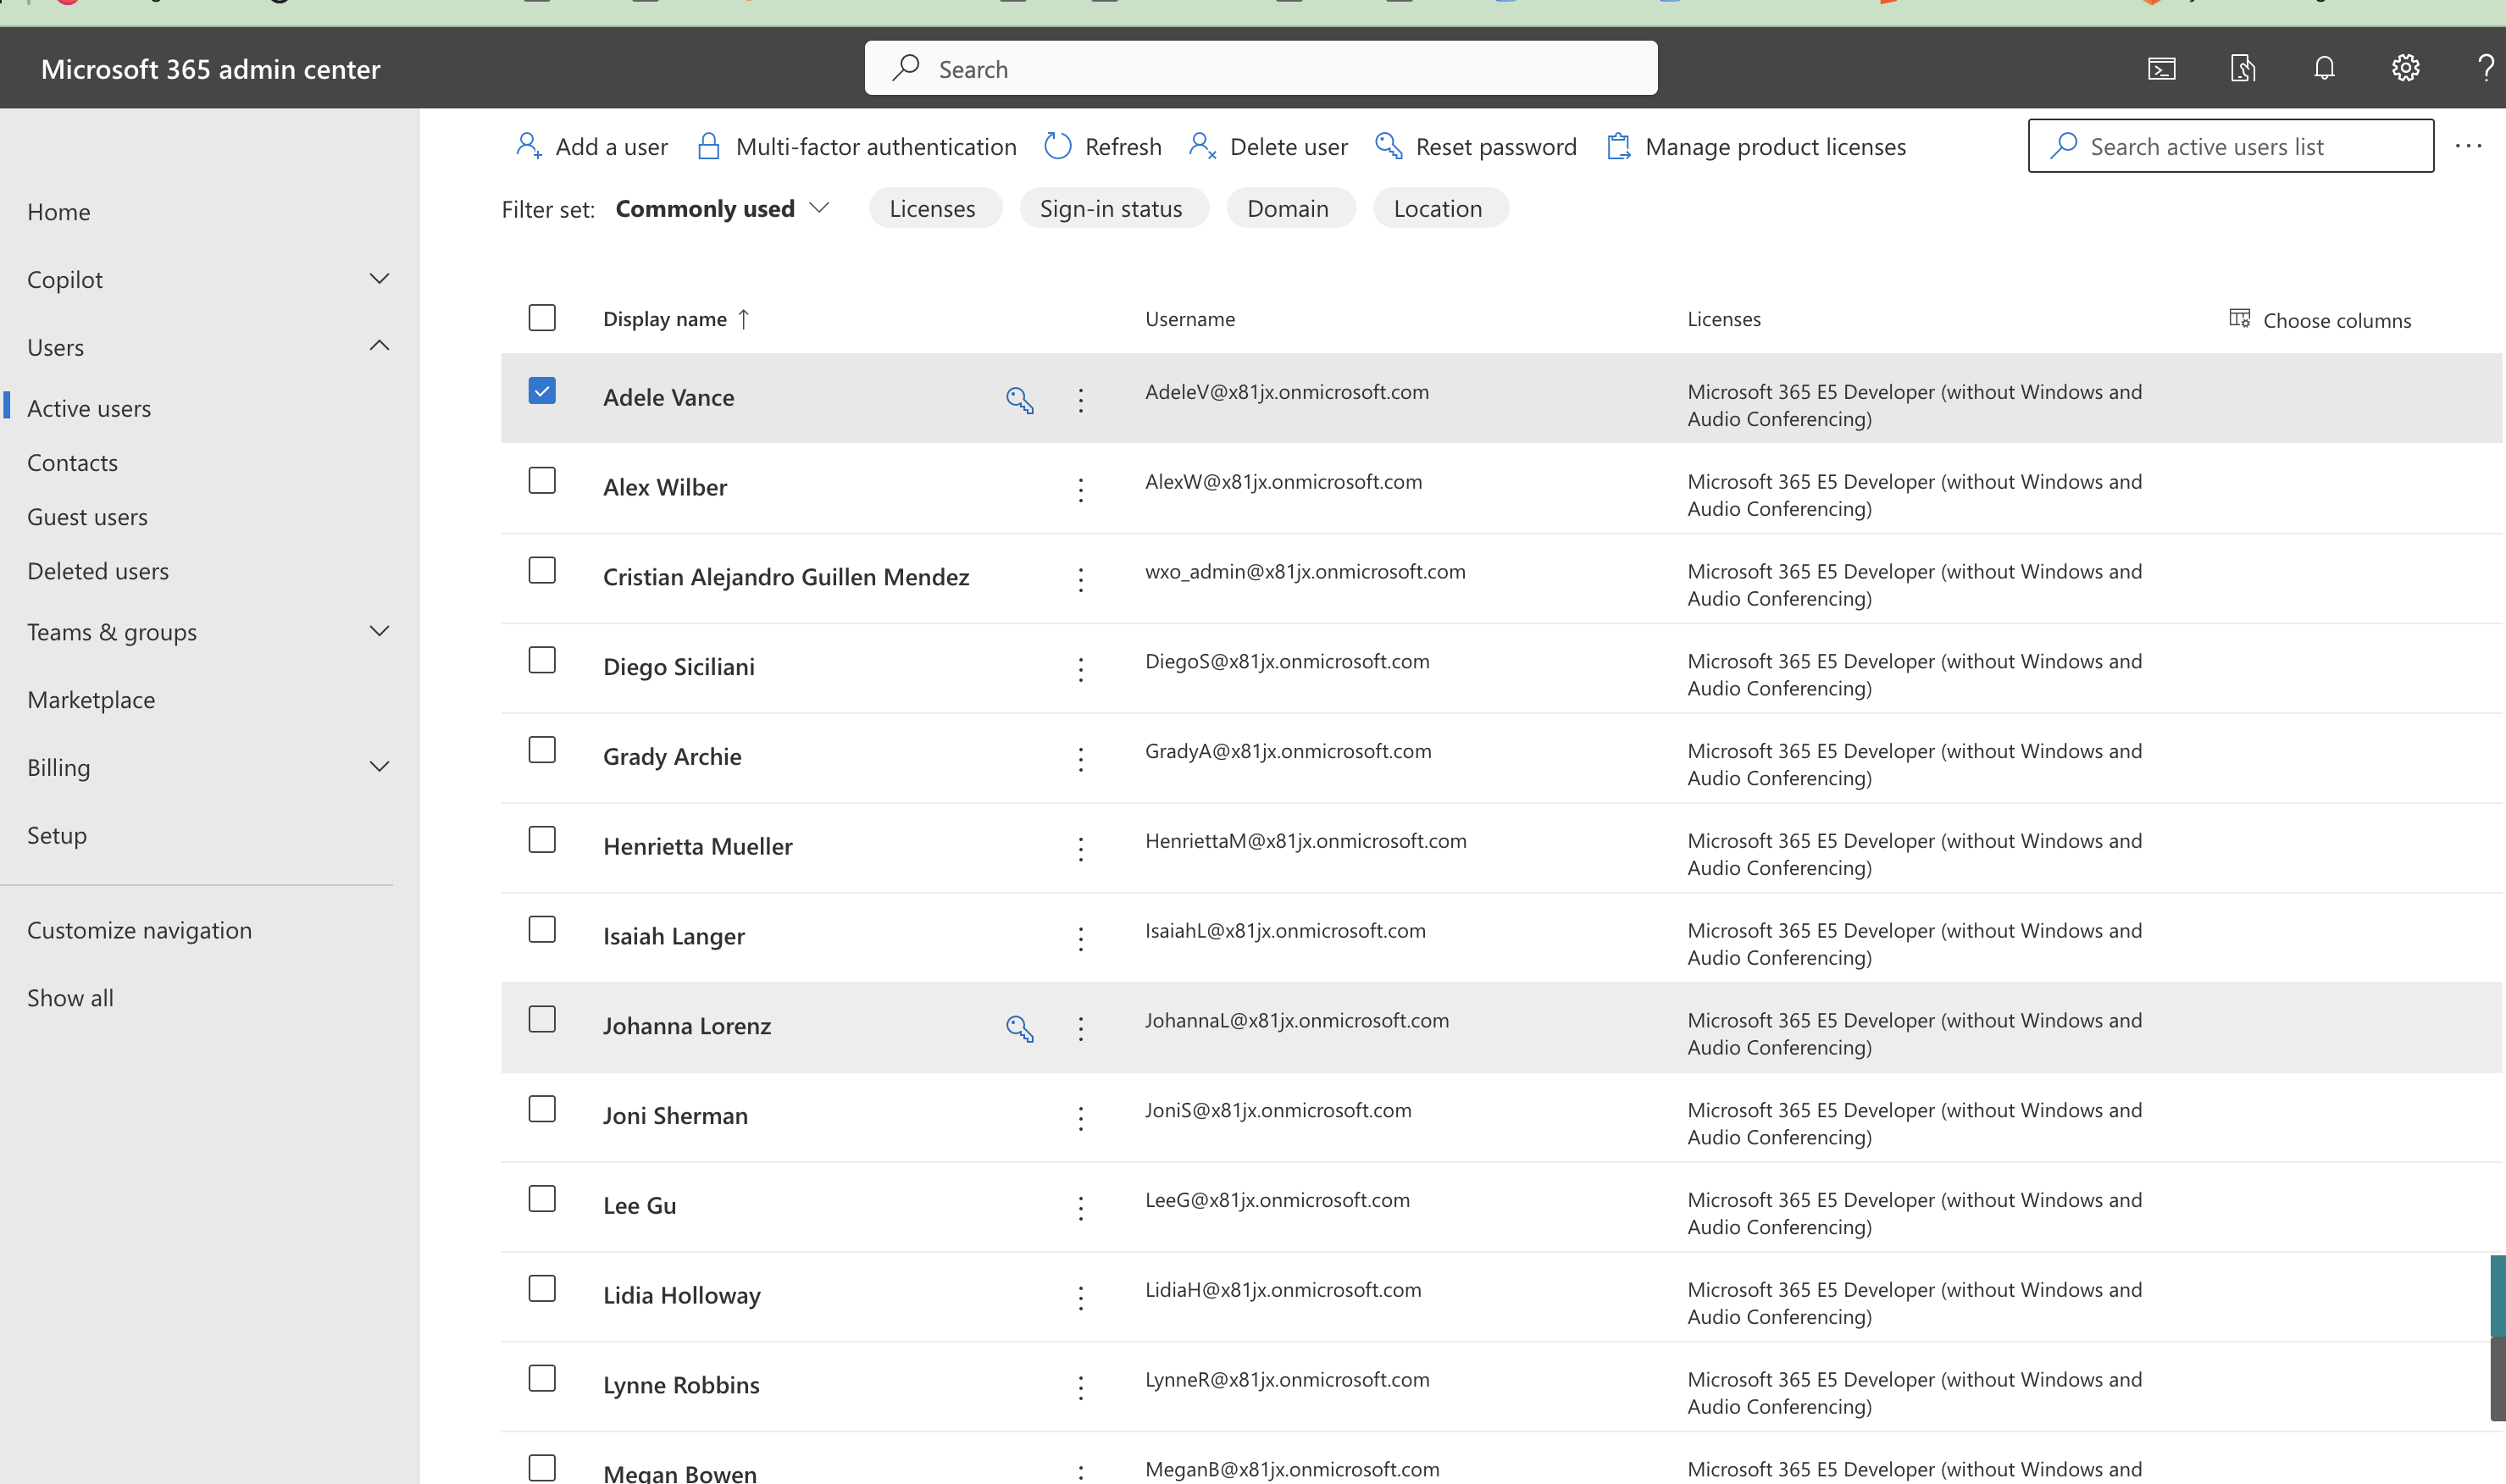 Microsoft 365 admin center
Search
Add a user
Multi-factor authentication
Refresh
Delete user
Reset password
Manage product licenses
Search active users list
Filter set:
Commonly used
Licenses
Sign-in status
Domain
Location
Home
Copilot
Users
Active users
Contacts
Guest users
Deleted users
Teams & groups
Marketplace
Billing
Setup
Customize navigation
Show all
Display name ↑
Username
Licenses
Choose columns
Adele Vance
AdeleV@x81jx.onmicrosoft.com
Microsoft 365 E5 Developer (without Windows and
Audio Conferencing)
Alex Wilber
AlexW@x81jx.onmicrosoft.com
Microsoft 365 E5 Developer (without Windows and
Audio Conferencing)
Cristian Alejandro Guillen Mendez
wxo_admin@x81jx.onmicrosoft.com
Microsoft 365 E5 Developer (without Windows and
Audio Conferencing)
Diego Siciliani
DiegoS@x81jx.onmicrosoft.com
Microsoft 365 E5 Developer (without Windows and
Audio Conferencing)
Grady Archie
GradyA@x81jx.onmicrosoft.com
Microsoft 365 E5 Developer (without Windows and
Audio Conferencing)
Henrietta Mueller
HenriettaM@x81jx.onmicrosoft.com
Microsoft 365 E5 Developer (without Windows and
Audio Conferencing)
Isaiah Langer
IsaiahL@x81jx.onmicrosoft.com
Microsoft 365 E5 Developer (without Windows and
Audio Conferencing)
Johanna Lorenz
JohannaL@x81jx.onmicrosoft.com
Microsoft 365 E5 Developer (without Windows and
Audio Conferencing)
Joni Sherman
JoniS@x81jx.onmicrosoft.com
Microsoft 365 E5 Developer (without Windows and
Audio Conferencing)
Lee Gu
LeeG@x81jx.onmicrosoft.com
Microsoft 365 E5 Developer (without Windows and
Audio Conferencing)
Lidia Holloway
LidiaH@x81jx.onmicrosoft.com
Microsoft 365 E5 Developer (without Windows and
Audio Conferencing)
Lynne Robbins
LynneR@x81jx.onmicrosoft.com
Microsoft 365 E5 Developer (without Windows and
Audio Conferencing)
Megan Bowen
MeganB@x81jx.onmicrosoft.com
Microsoft 365 E5 Developer (without Windows and